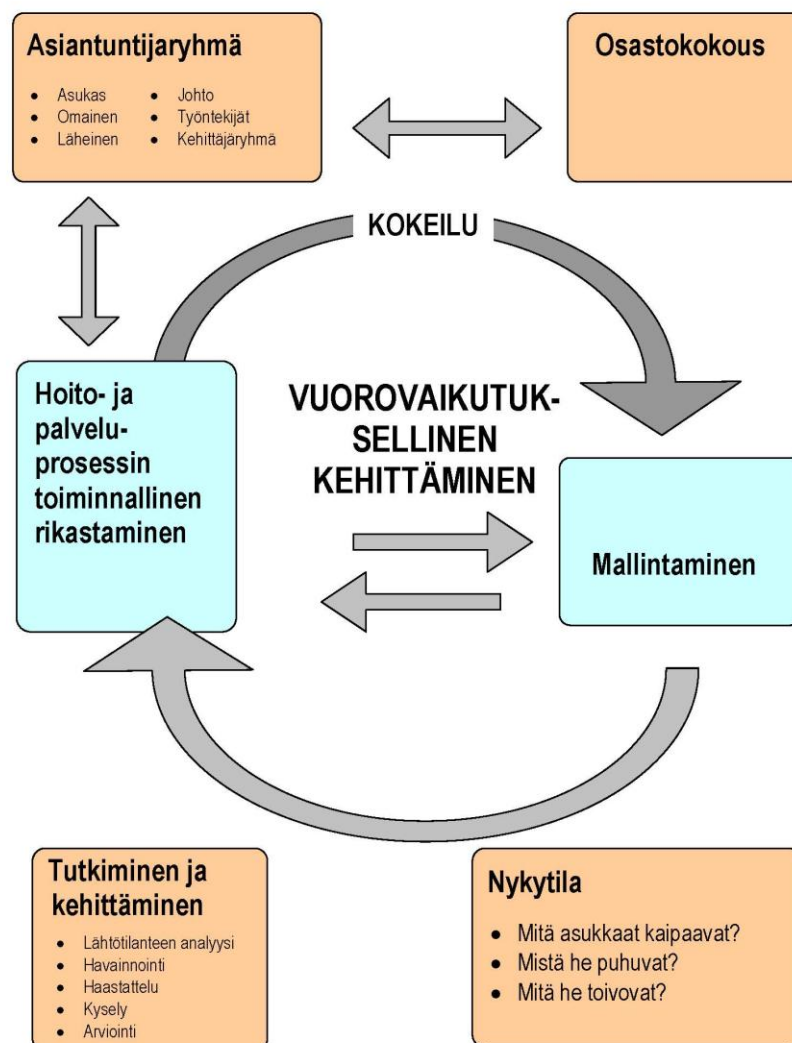 Asiantuntijaryhmä
• Asukas
• Omainen
• Läheinen
• Johto
• Työntekijät
• Kehittäjäryhmä
Osastokokous
KOKEILU
Hoito- ja
palvelu-
prosessin
toiminnallinen
rikastaminen
VUOROVAIKUTUK-
SELLINEN
KEHITTÄMINEN
Mallintaminen
Tutkiminen ja
kehittäminen
• Lähtötilanteen analyysi
• Havainnointi
• Haastattelu
• Kysely
• Arviointi
Nykytila
• Mitä asukkaat kaipaavat?
• Mistä he puhuvat?
• Mitä he toivovat?